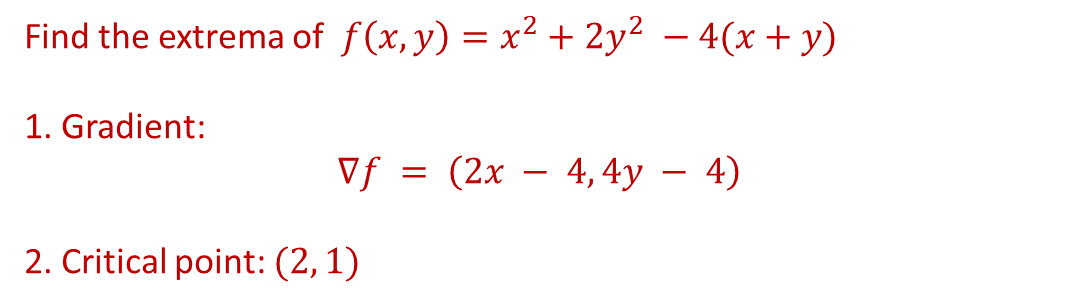 Find the extrema of f(x, y) = x² + 2y² − 4(x + y)
1. Gradient:
∇f = (2x − 4, 4y − 4)
2. Critical point: (2, 1)